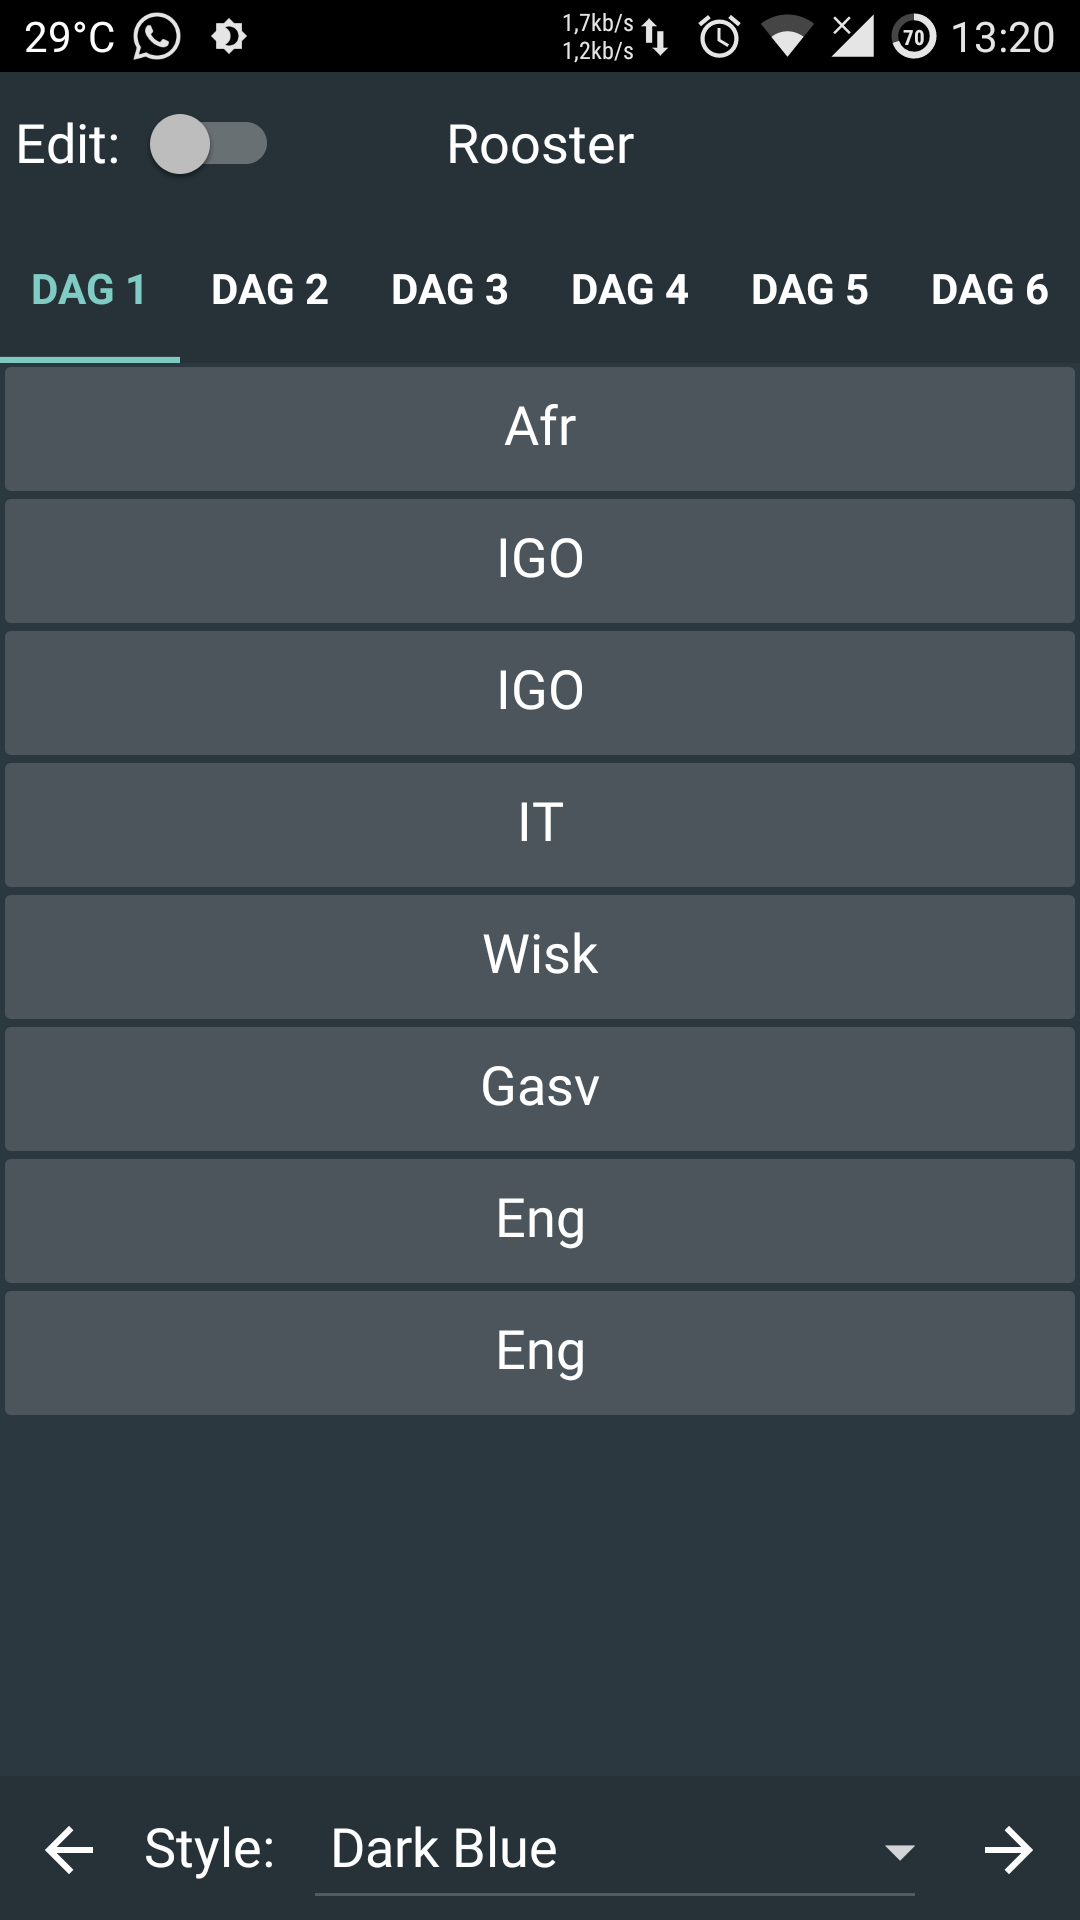 29°C 1,7kb/s 70 13:20
1,2kb/s
Edit: Rooster
DAG 1 DAG 2 DAG 3 DAG 4 DAG 5 DAG 6
Afr
IGO
IGO
IT
Wisk
Gasv
Eng
Eng
Style: Dark Blue